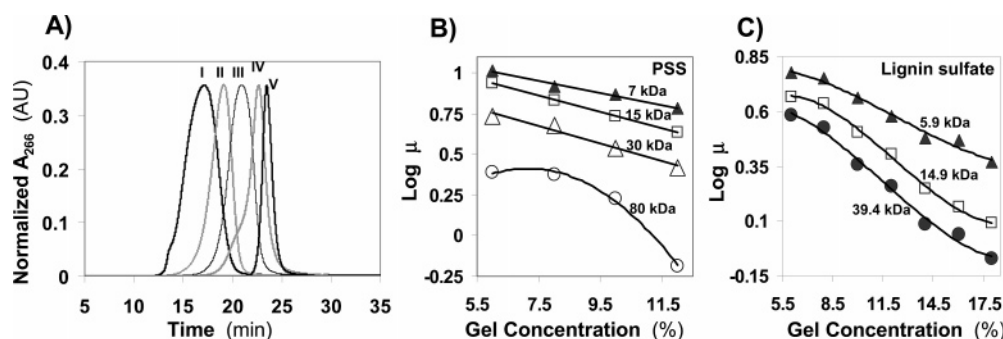 A)
Normalized A266 (AU)
0.4
0.3
0.2
0.1
0
I II III IV V
5 10 15 20 25 30 35
Time (min)
B)
Log μ
1
0.75
0.5
0.25
0
-0.25
PSS
7 kDa
15 kDa
30 kDa
80 kDa
5.5 7.5 9.5 11.5
Gel Concentration (%)
C)
Log μ
0.85
0.6
0.35
0.1
-0.15
Lignin sulfate
5.9 kDa
14.9 kDa
39.4 kDa
5.5 8.5 11.5 14.5 17.5
Gel Concentration (%)